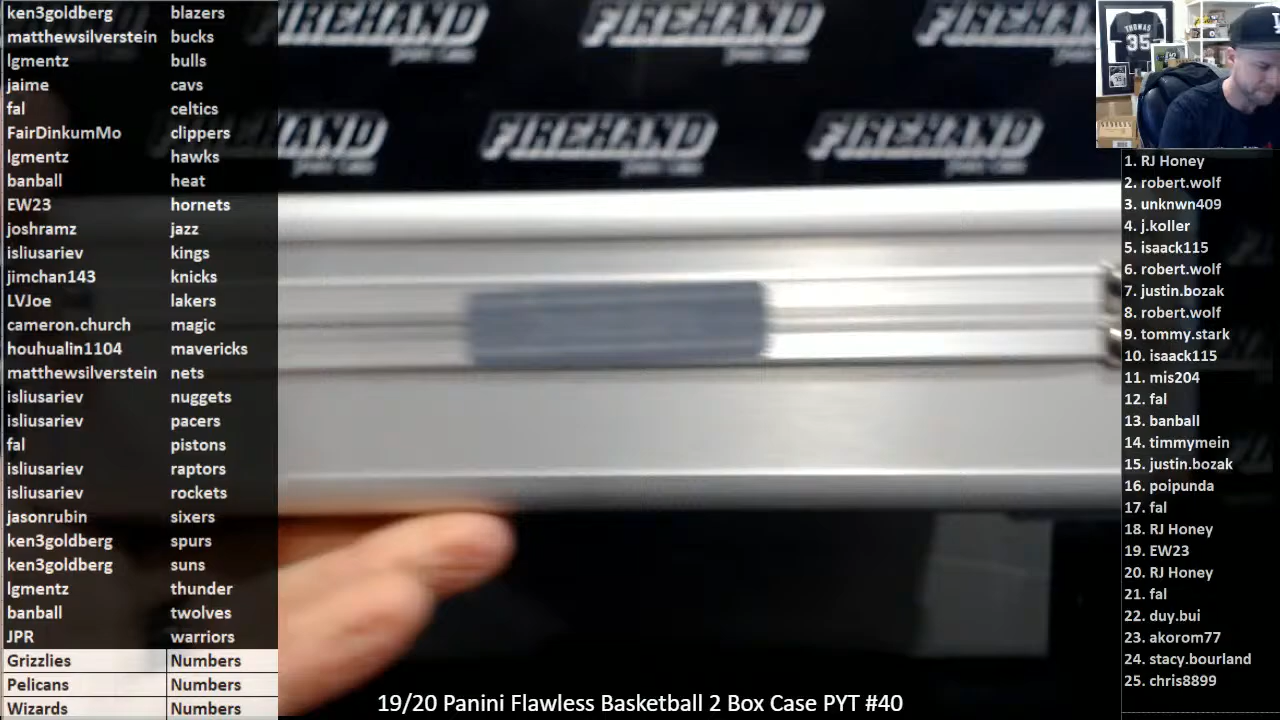 ken3goldberg blazers
matthewsilverstein bucks
lgmentz bulls
jaime cavs
fal celtics
FairDinkumMo clippers
lgmentz hawks
banball heat
EW23 hornets
joshramz jazz
isliusariev kings
jimchan143 knicks
LVJoe lakers
cameron.church magic
houhualin1104 mavericks
matthewsilverstein nets
isliusariev nuggets
isliusariev pacers
fal pistons
isliusariev raptors
isliusariev rockets
jasonrubin sixers
ken3goldberg spurs
ken3goldberg suns
lgmentz thunder
banball twolves
JPR warriors
Grizzlies Numbers
Pelicans Numbers
Wizards Numbers
FIREHAND FIREHAND FIREHAND
FIREHAND FIREHAND FIREHAND
THOMAS
35
1. RJ Honey
2. robert.wolf
3. unknwn409
4. j.koller
5. isaack115
6. robert.wolf
7. justin.bozak
8. robert.wolf
9. tommy.stark
10. isaack115
11. mis204
12. fal
13. banball
14. timmymein
15. justin.bozak
16. poipunda
17. fal
18. RJ Honey
19. EW23
20. RJ Honey
21. fal
22. duy.bui
23. akorom77
24. stacy.bourland
25. chris8899
19/20 Panini Flawless Basketball 2 Box Case PYT #40